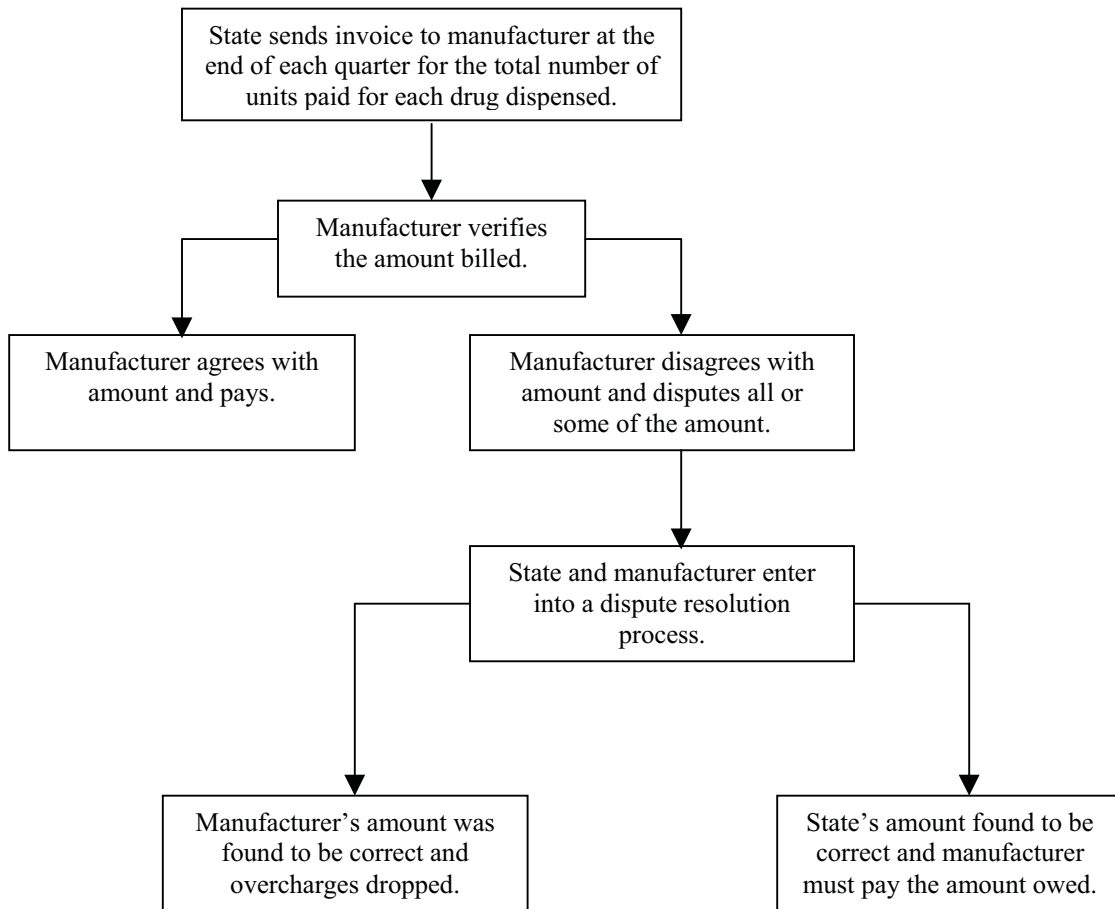 State sends invoice to manufacturer at the
end of each quarter for the total number of
units paid for each drug dispensed.
Manufacturer verifies
the amount billed.
Manufacturer agrees with
amount and pays.
Manufacturer disagrees with
amount and disputes all or
some of the amount.
State and manufacturer enter
into a dispute resolution
process.
Manufacturer’s amount was
found to be correct and
overcharges dropped.
State’s amount found to be
correct and manufacturer
must pay the amount owed.